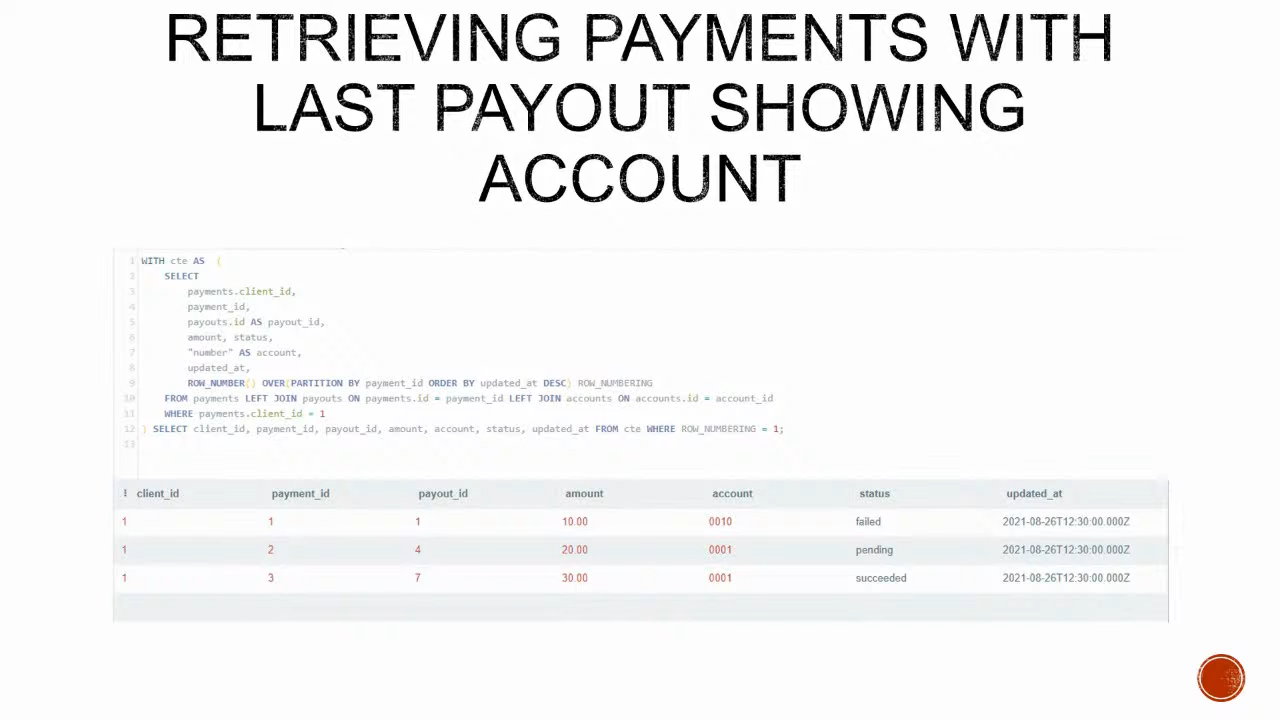 RETRIEVING PAYMENTS WITH
LAST PAYOUT SHOWING
ACCOUNT
1 WITH cte AS (
2 SELECT
3 payments.client_id,
4 payment_id,
5 payouts.id AS payout_id,
6 amount, status,
7 "number" AS account,
8 updated_at,
9 ROW_NUMBER() OVER(PARTITION BY payment_id ORDER BY updated_at DESC) ROW_NUMBERING
10 FROM payments LEFT JOIN payouts ON payments.id = payment_id LEFT JOIN accounts ON accounts.id = account_id
11 WHERE payments.client_id = 1
12 ) SELECT client_id, payment_id, payout_id, amount, account, status, updated_at FROM cte WHERE ROW_NUMBERING = 1;
13
client_id payment_id payout_id amount account status updated_at
1 1 1 10.00 0010 failed 2021-08-26T12:30:00.000Z
1 2 4 20.00 0001 pending 2021-08-26T12:30:00.000Z
1 3 7 30.00 0001 succeeded 2021-08-26T12:30:00.000Z